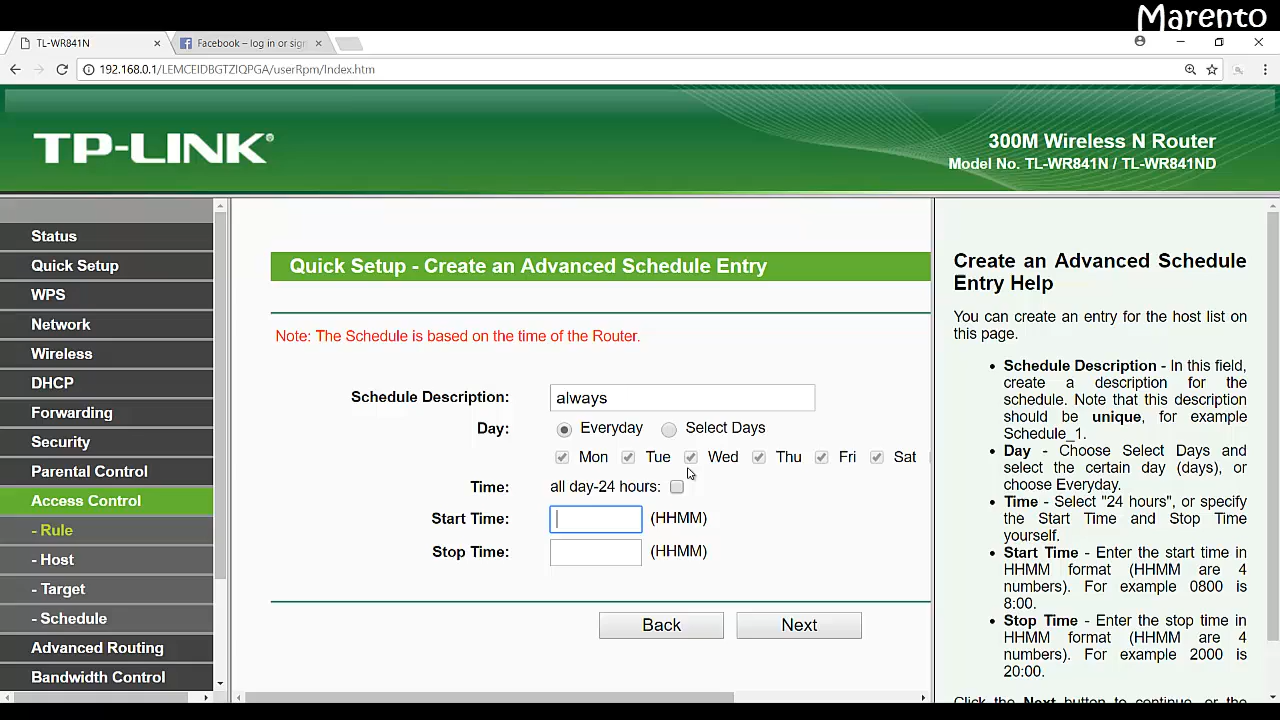 Marento
TL-WR841N
Facebook – log in or sign
192.168.0.1/LEMCEIDBGTZIQPGA/userRpm/Index.htm
TP-LINK®
300M Wireless N Router
Model No. TL-WR841N / TL-WR841ND
Status
Quick Setup
WPS
Network
Wireless
DHCP
Forwarding
Security
Parental Control
Access Control
- Rule
- Host
- Target
- Schedule
Advanced Routing
Bandwidth Control
Quick Setup - Create an Advanced Schedule Entry
Note: The Schedule is based on the time of the Router.
Schedule Description: always
Day: Everyday Select Days
Mon Tue Wed Thu Fri Sat
Time: all day-24 hours:
Start Time: (HHMM)
Stop Time: (HHMM)
Back Next
Create an Advanced Schedule
Entry Help
You can create an entry for the host list on
this page.
• Schedule Description - In this field,
create a description for the
schedule. Note that this description
should be unique, for example
Schedule_1.
• Day - Choose Select Days and
select the certain day (days), or
choose Everyday.
• Time - Select "24 hours", or specify
the Start Time and Stop Time
yourself.
• Start Time - Enter the start time in
HHMM format (HHMM are 4
numbers). For example 0800 is
8:00.
• Stop Time - Enter the stop time in
HHMM format (HHMM are 4
numbers). For example 2000 is
20:00.
Click the Next button to continue, or the